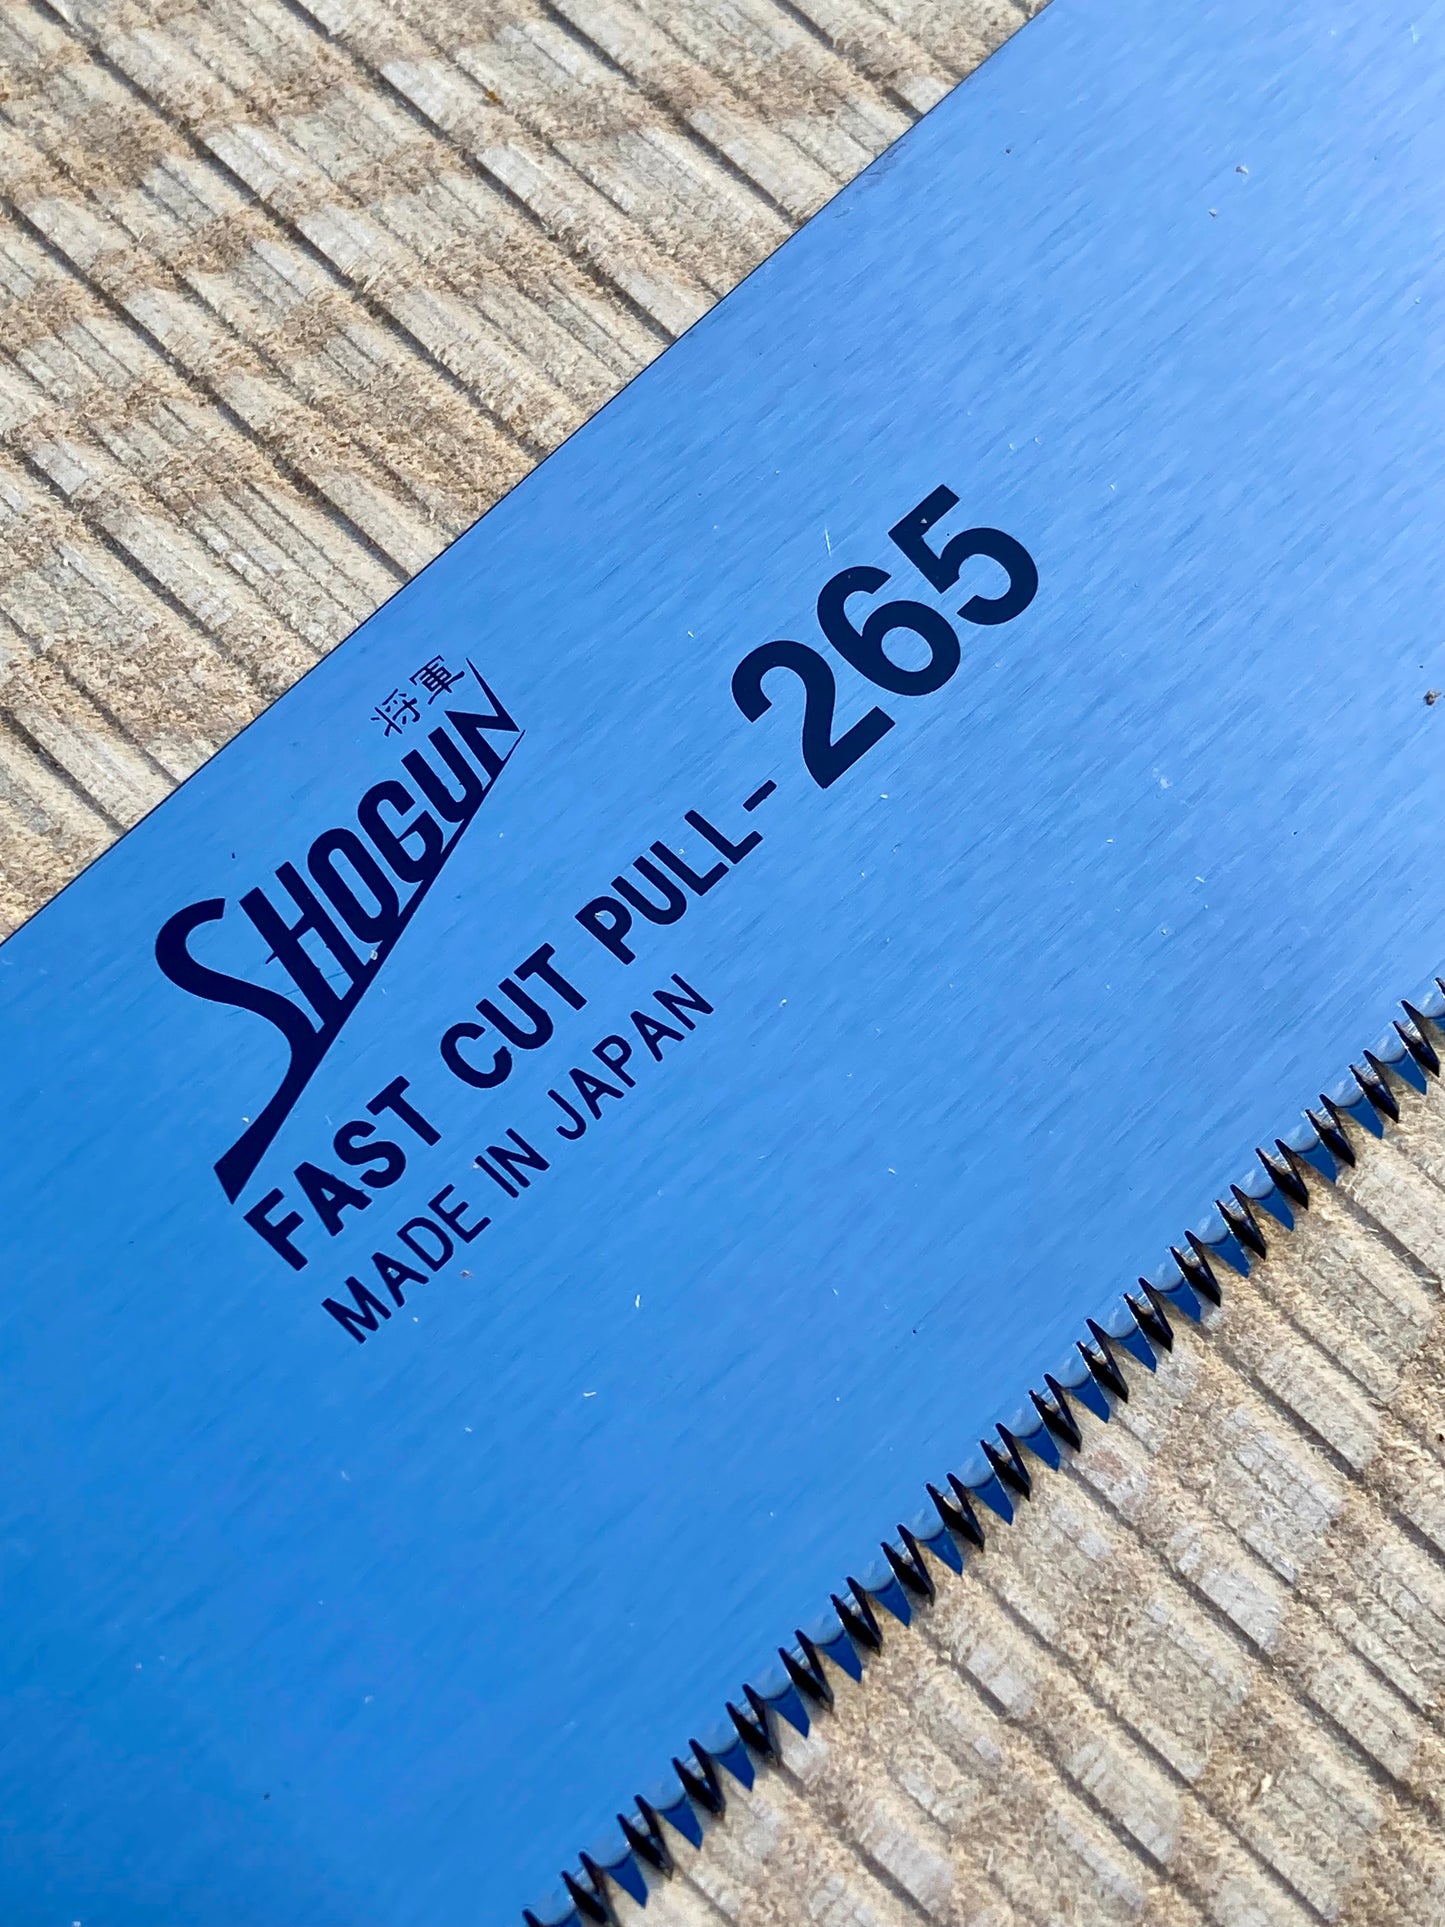 将軍
SHOGUN
FAST CUT PULL-265
MADE IN JAPAN